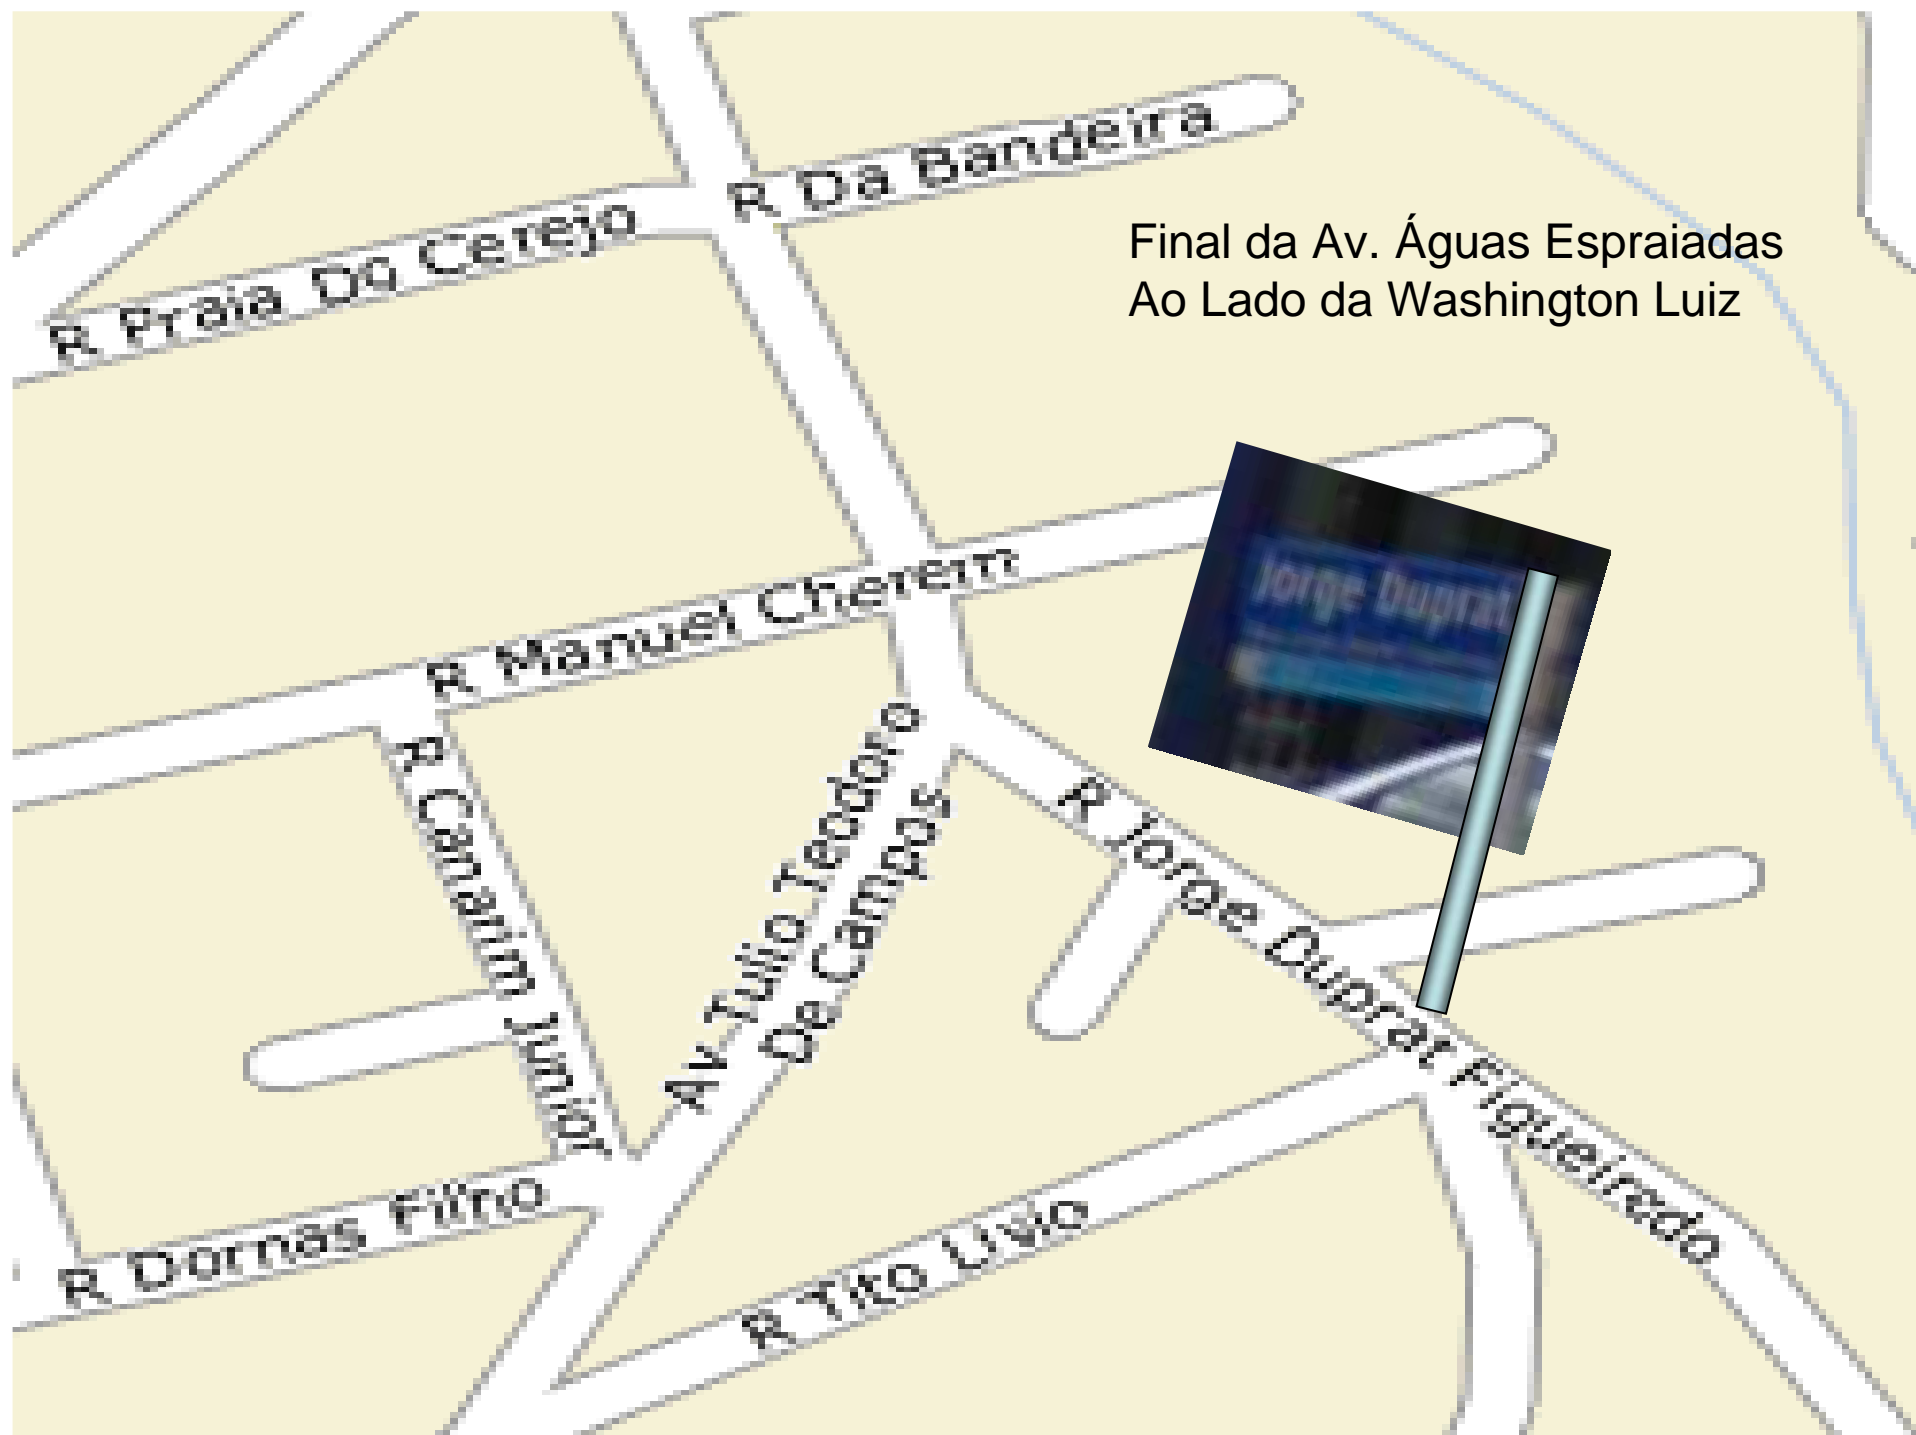 R Da Bandeira
R Praia Do Cerejo
Final da Av. Águas Espraiadas
Ao Lado da Washington Luiz
R Manuel Cherem
Jorge Duprat
R Canarim Junior
Av Tulio Teodoro
De Campos
R Jorge Duprat Figueiredo
R Dornas Filho
R Tito Livio